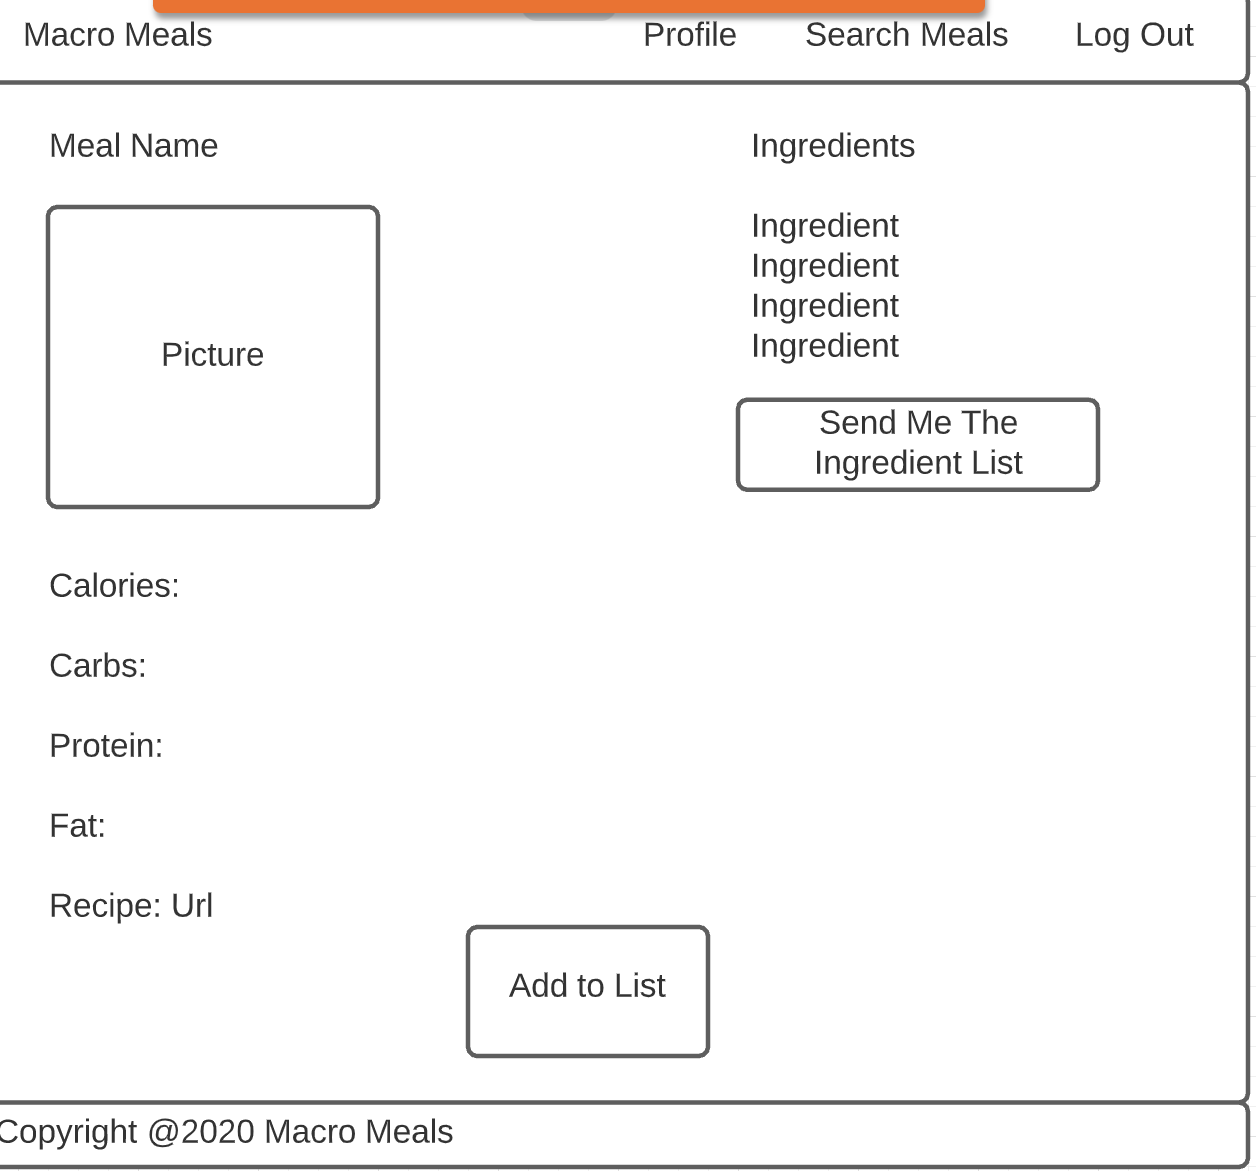 Macro Meals
Profile
Search Meals
Log Out
Meal Name
Picture
Calories:
Carbs:
Protein:
Fat:
Recipe: Url
Ingredients
Ingredient
Ingredient
Ingredient
Ingredient
Send Me The
Ingredient List
Add to List
Copyright @2020 Macro Meals